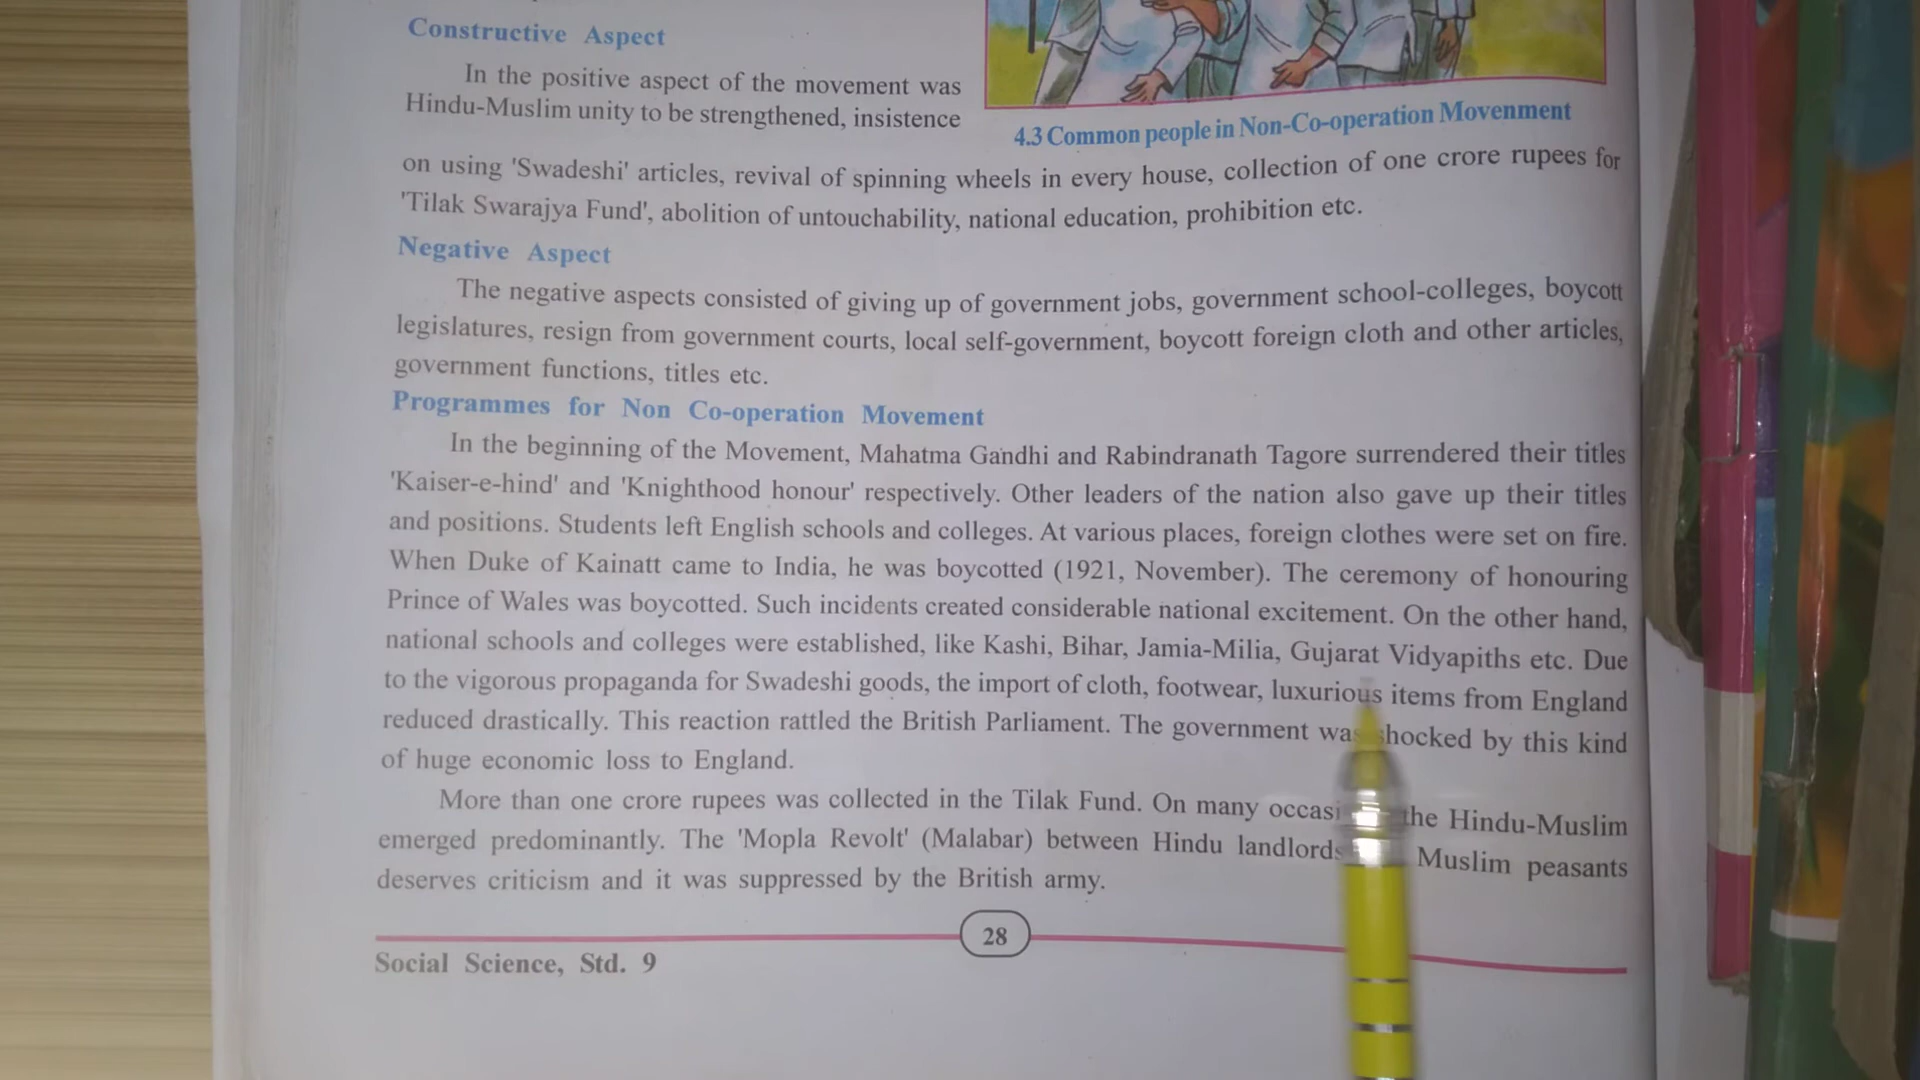 Constructive Aspect
In the positive aspect of the movement was
Hindu-Muslim unity to be strengthened, insistence
4.3 Common people in Non-Co-operation Movenment
on using 'Swadeshi' articles, revival of spinning wheels in every house, collection of one crore rupees for
'Tilak Swarajya Fund', abolition of untouchability, national education, prohibition etc.
Negative Aspect
The negative aspects consisted of giving up of government jobs, government school-colleges, boycott
legislatures, resign from government courts, local self-government, boycott foreign cloth and other articles,
government functions, titles etc.
Programmes for Non Co-operation Movement
In the beginning of the Movement, Mahatma Gandhi and Rabindranath Tagore surrendered their titles
'Kaiser-e-hind' and 'Knighthood honour' respectively. Other leaders of the nation also gave up their titles
and positions. Students left English schools and colleges. At various places, foreign clothes were set on fire.
When Duke of Kainatt came to India, he was boycotted (1921, November). The ceremony of honouring
Prince of Wales was boycotted. Such incidents created considerable national excitement. On the other hand,
national schools and colleges were established, like Kashi, Bihar, Jamia-Milia, Gujarat Vidyapiths etc. Due
to the vigorous propaganda for Swadeshi goods, the import of cloth, footwear, luxurious items from England
reduced drastically. This reaction rattled the British Parliament. The government was shocked by this kind
of huge economic loss to England.
More than one crore rupees was collected in the Tilak Fund. On many the Hindu-Muslim
emerged predominantly. The 'Mopla Revolt' (Malabar) between Hindu landlords Muslim peasants
deserves criticism and it was suppressed by the British army.
28
Social Science, Std. 9